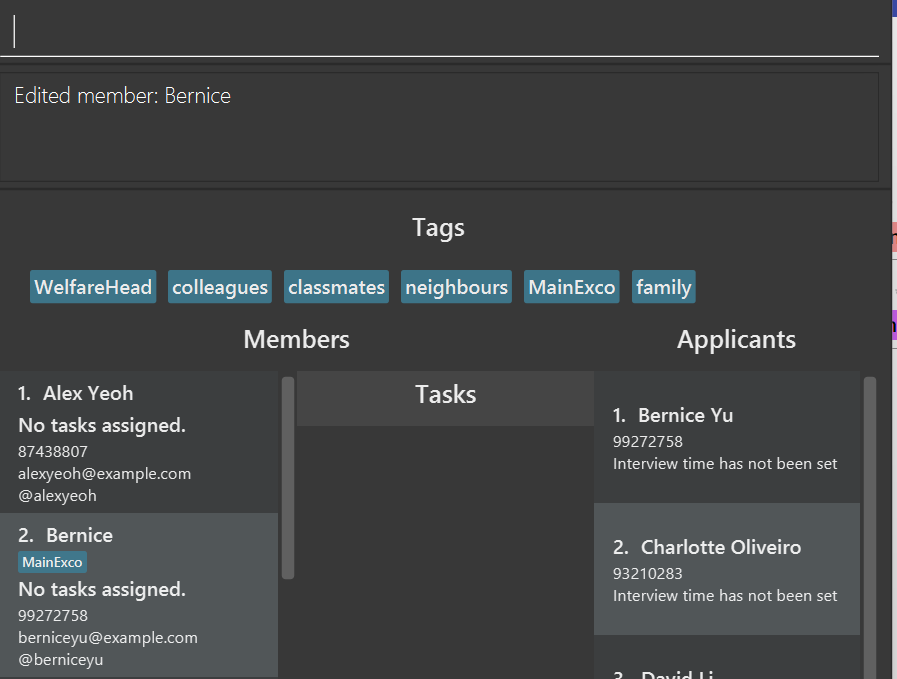 Edited member: Bernice
Tags
WelfareHead colleagues classmates neighbours MainExco family
Members
Applicants
1. Alex Yeoh
No tasks assigned.
87438807
alexyeoh@example.com
@alexyeoh
2. Bernice
MainExco
No tasks assigned.
99272758
berniceyu@example.com
@berniceyu
Tasks
1. Bernice Yu
99272758
Interview time has not been set
2. Charlotte Oliveiro
93210283
Interview time has not been set
3. David Li